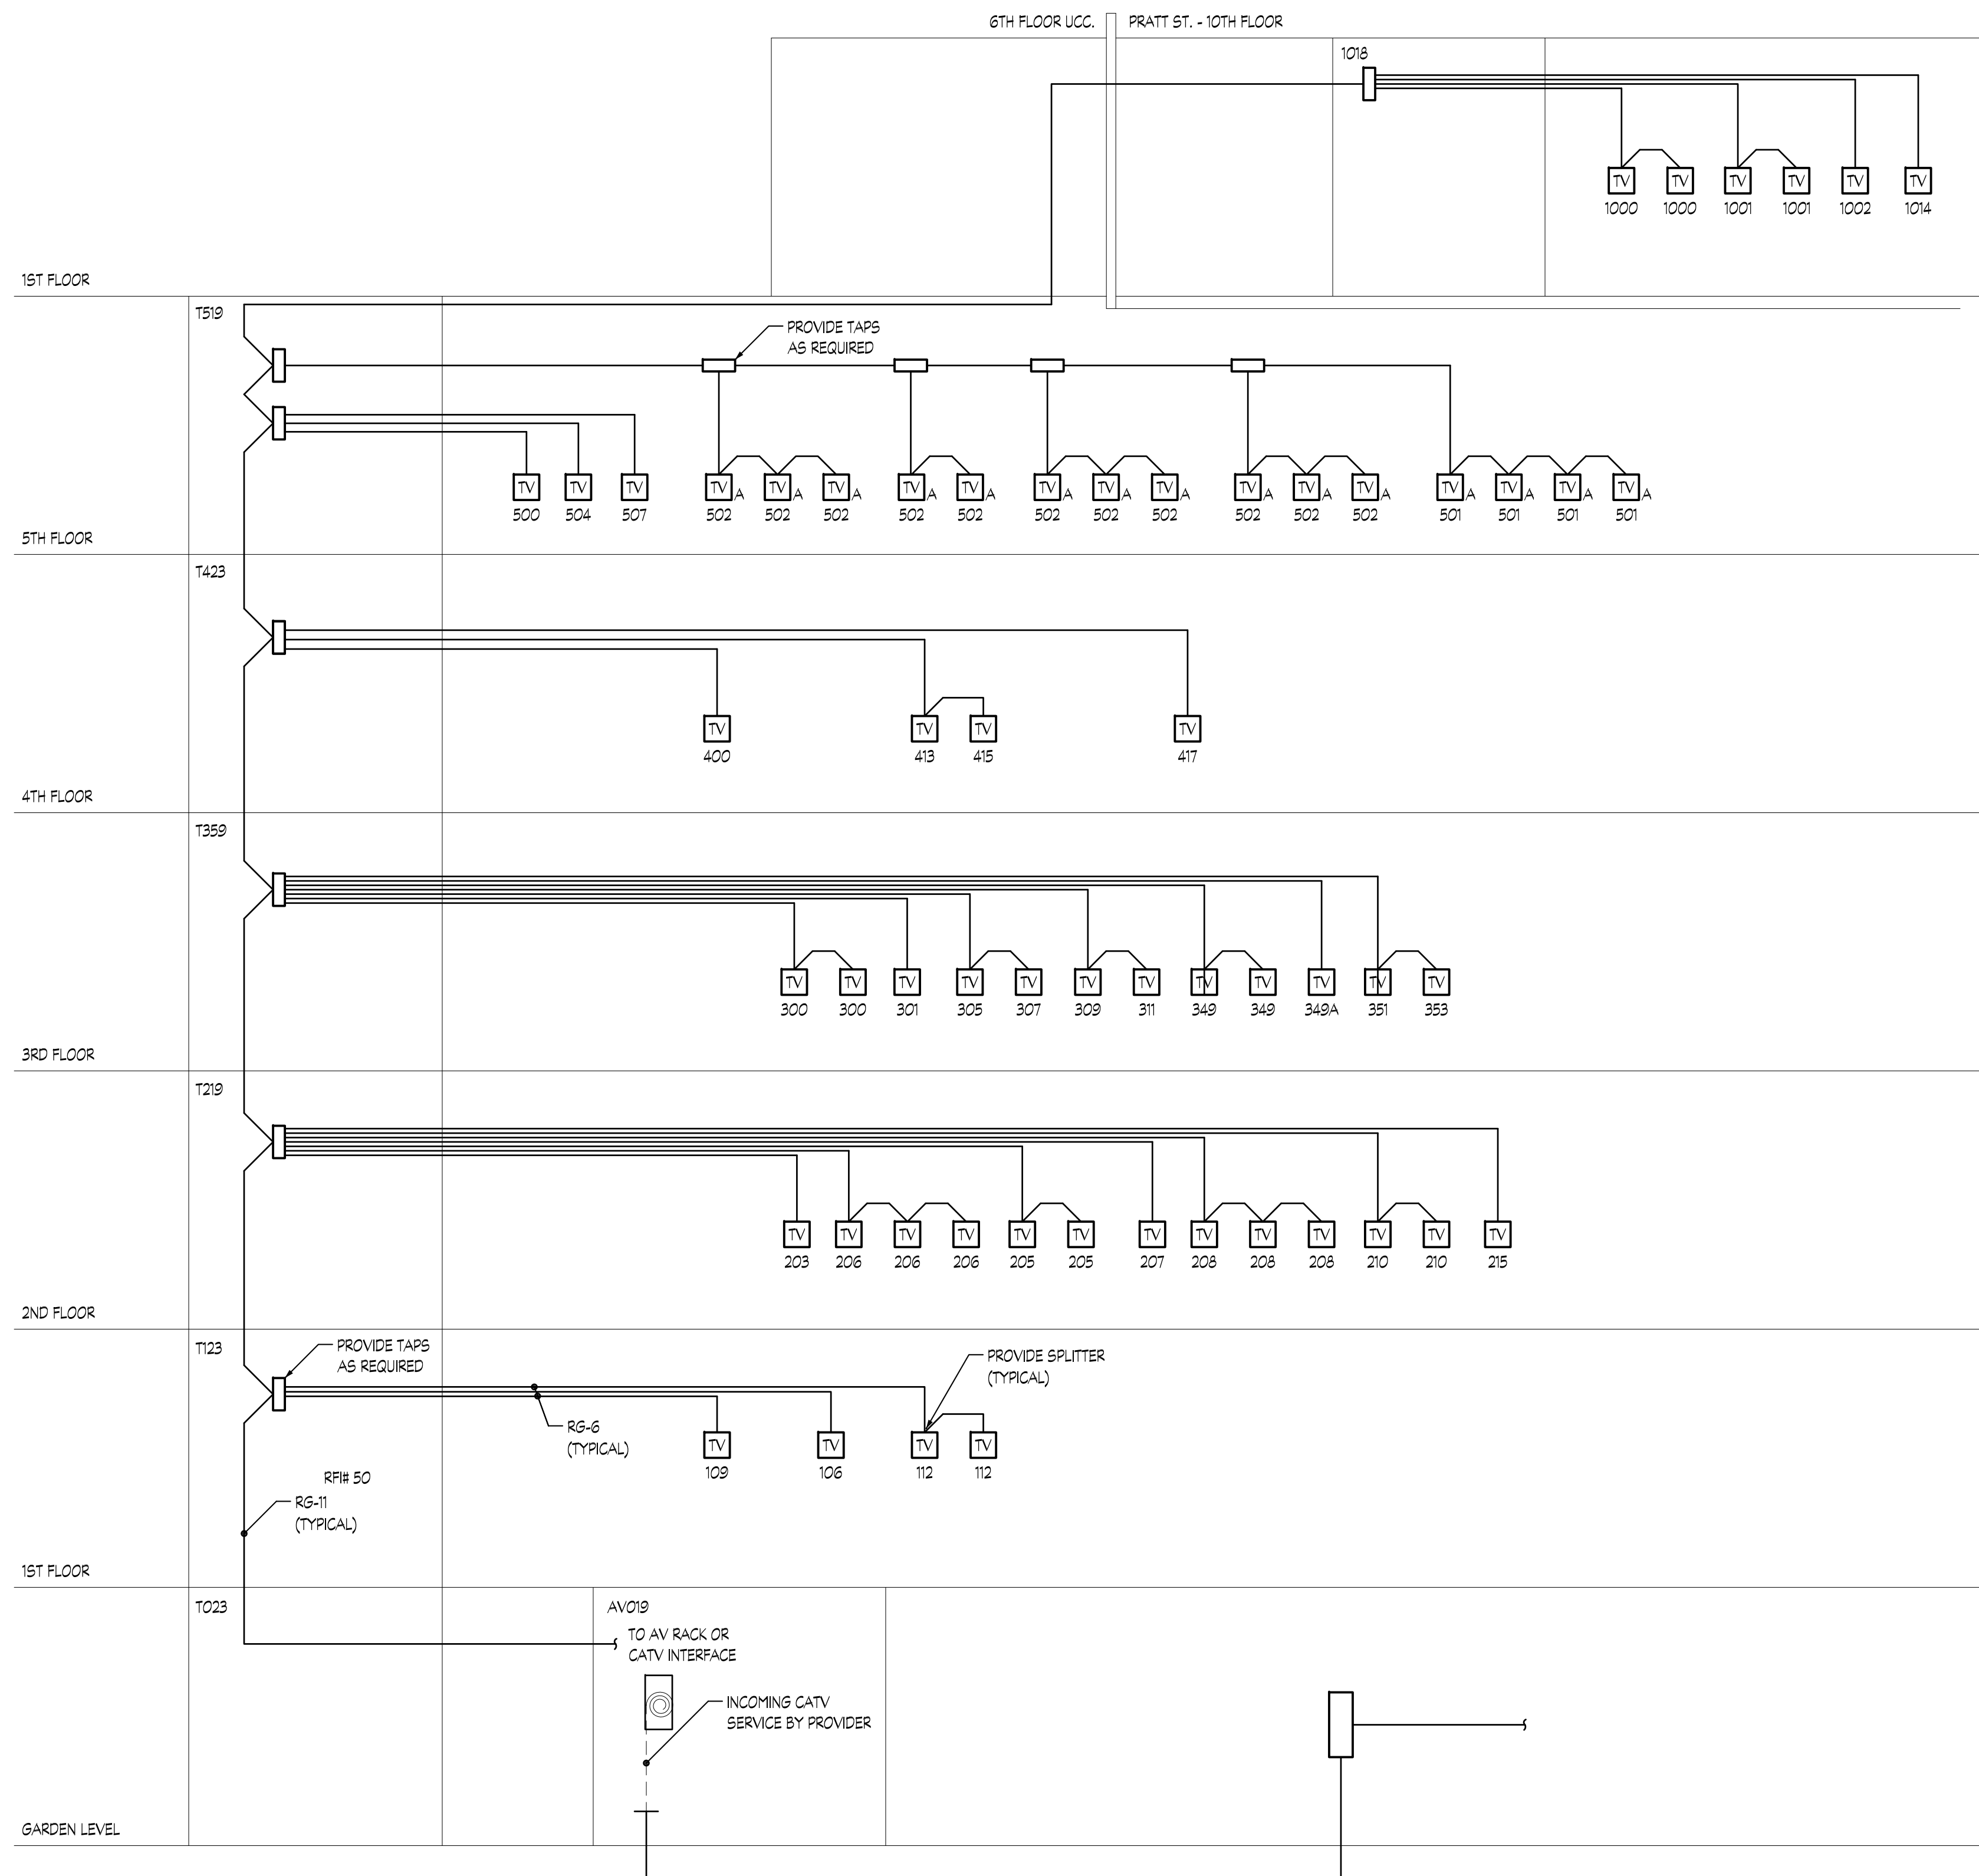 6TH FLOOR UCC. PRATT ST. - 10TH FLOOR
1018
TV TV TV TV TV TV
1000 1000 1001 1001 1002 1014
1ST FLOOR
T519
PROVIDE TAPS
AS REQUIRED
TV TV TV TV A TV A TV A TV A TV A TV A TV A TV A TV A TV A TV A TV A TV A TV A TV A
500 504 507 502 502 502 502 502 502 502 502 502 502 502 501 501 501 501
5TH FLOOR
T423
TV TV TV TV
400 413 415 417
4TH FLOOR
T359
TV TV TV TV TV TV TV TV TV TV TV TV
300 300 301 305 307 309 311 349 349 349A 351 353
3RD FLOOR
T219
TV TV TV TV TV TV TV TV TV TV TV TV TV
203 206 206 206 205 205 207 208 208 208 210 210 215
2ND FLOOR
T123
PROVIDE TAPS
AS REQUIRED
PROVIDE SPLITTER
(TYPICAL)
RG-6
(TYPICAL)
TV TV TV TV
109 106 112 112
RFI# 50
RG-11
(TYPICAL)
1ST FLOOR
T023
AV019
TO AV RACK OR
CATV INTERFACE
INCOMING CATV
SERVICE BY PROVIDER
GARDEN LEVEL